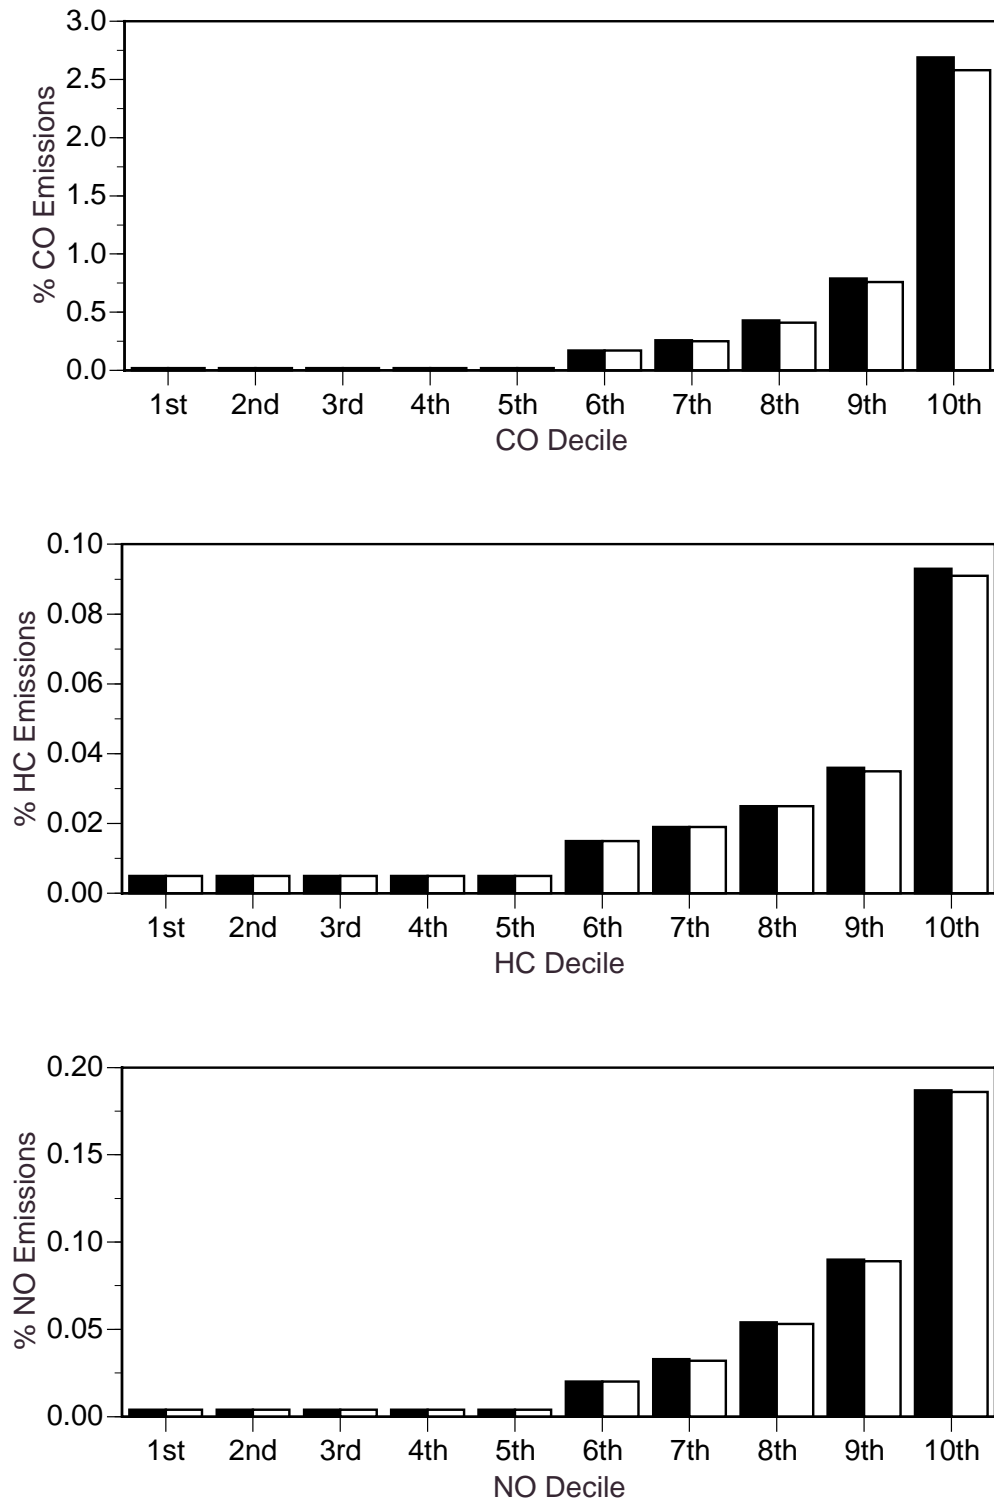 % CO Emissions
3.0
2.5
2.0
1.5
1.0
0.5
0.0
1st 2nd 3rd 4th 5th 6th 7th 8th 9th 10th
CO Decile
% HC Emissions
0.10
0.08
0.06
0.04
0.02
0.00
1st 2nd 3rd 4th 5th 6th 7th 8th 9th 10th
HC Decile
% NO Emissions
0.20
0.15
0.10
0.05
0.00
1st 2nd 3rd 4th 5th 6th 7th 8th 9th 10th
NO Decile